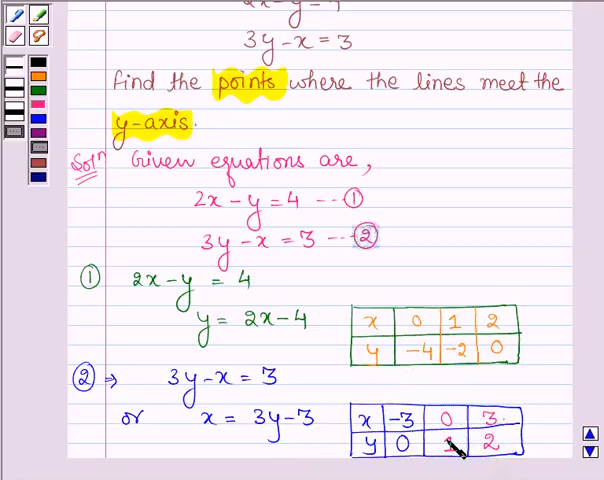 2x-y=4
3y-x=3
Find the points where the lines meet the
y-axis.
Solⁿ Given equations are,
2x-y=4 --- ①
3y-x=3 --- ②
① 2x-y = 4
y = 2x-4
x 0 1 2
y -4 -2 0
② ⇒ 3y-x=3
or x = 3y-3
x -3 0 3
y 0 1 2